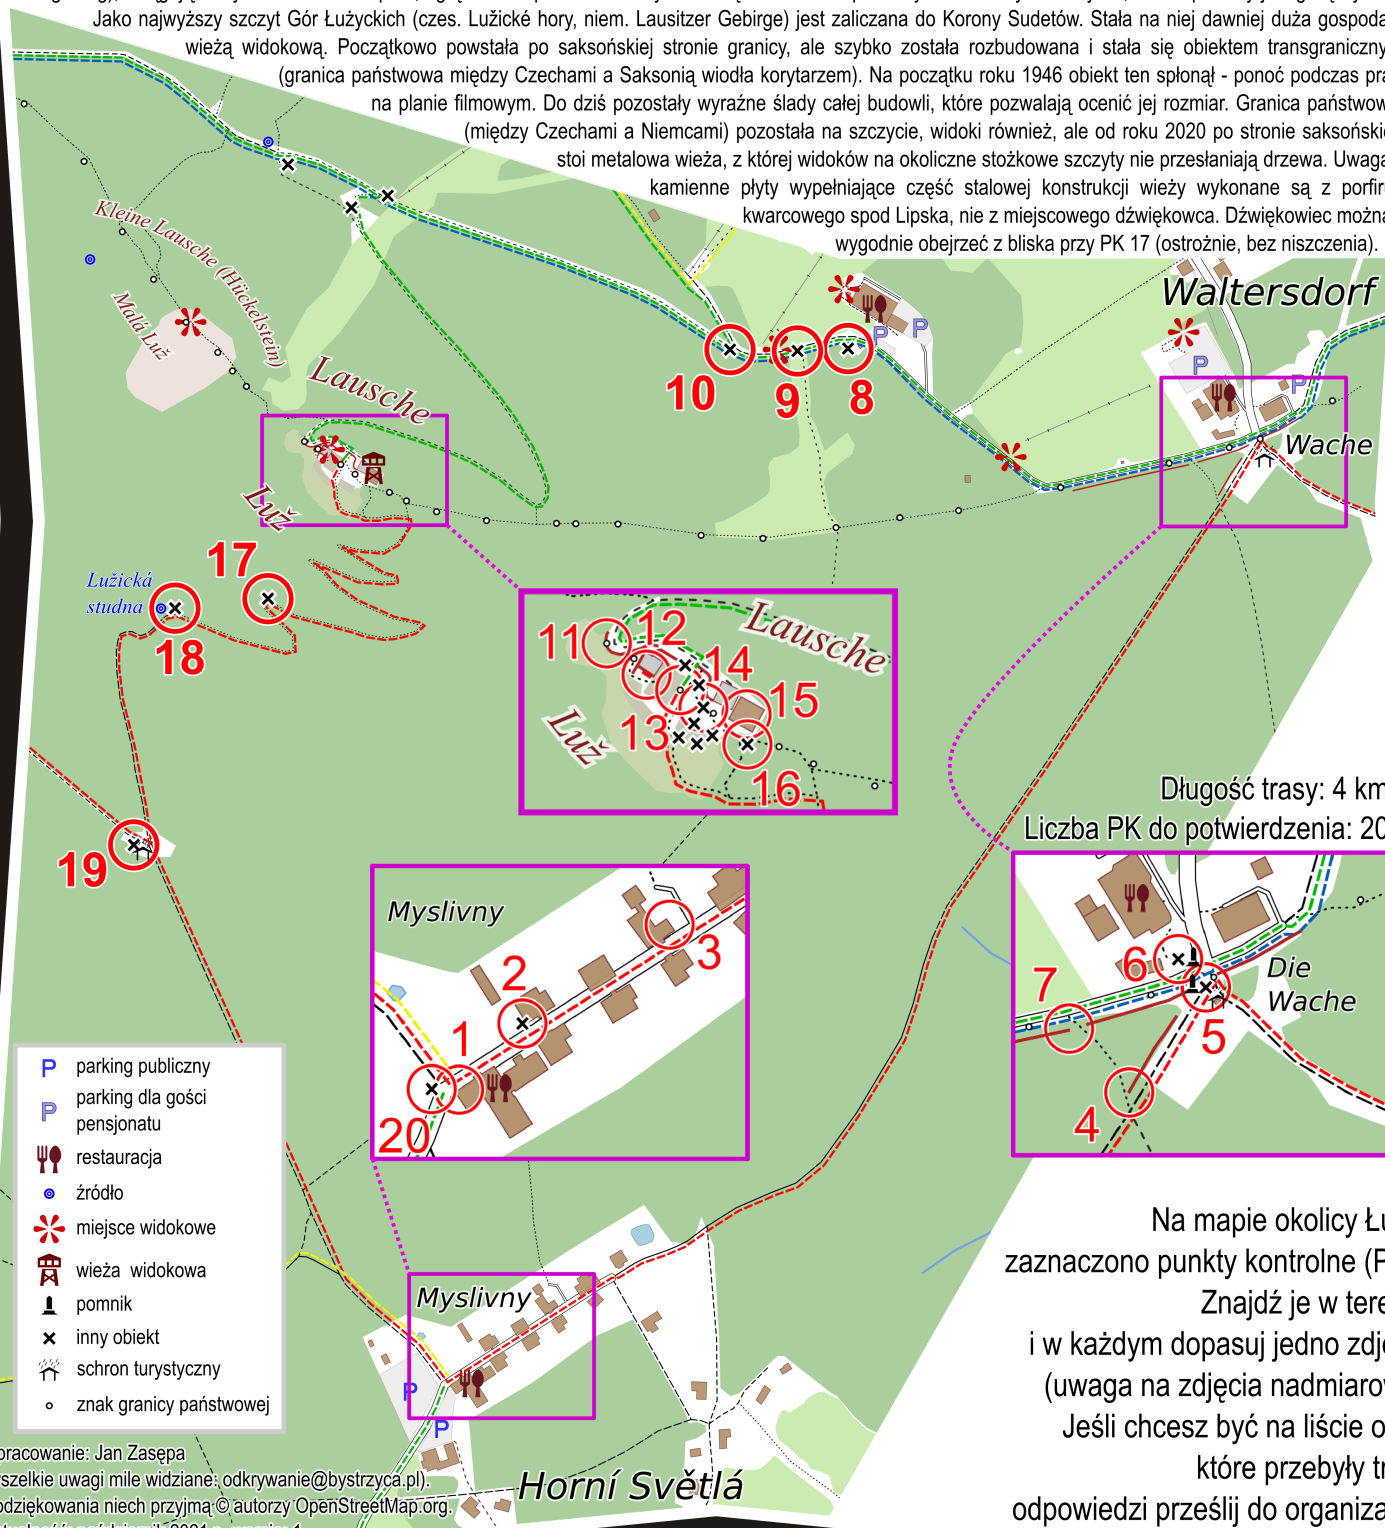 Jako najwyższy szczyt Gór Łużyckich (czes. Lužické hory, niem. Lausitzer Gebirge) jest zaliczana do Korony Sudetów. Stała na niej dawniej duża gospoda
wieżą widokową. Początkowo powstała po saksońskiej stronie granicy, ale szybko została rozbudowana i stała się obiektem transgraniczny
(granica państwowa między Czechami a Saksonią wiodła korytarzem). Na początku roku 1946 obiekt ten spłonął - ponoć podczas pra
na planie filmowym. Do dziś pozostały wyraźne ślady całej budowli, które pozwalają ocenić jej rozmiar. Granica państwow
(między Czechami a Niemcami) pozostała na szczycie, widoki również, ale od roku 2020 po stronie saksońskie
stoi metalowa wieża, z której widoków na okoliczne stożkowe szczyty nie przesłaniają drzewa. Uwaga
kamienne płyty wypełniające część stalowej konstrukcji wieży wykonane są z porfiru
kwarcowego spod Lipska, nie z miejscowego dźwiękowca. Dźwiękowiec można
wygodnie obejrzeć z bliska przy PK 17 (ostrożnie, bez niszczenia).
Kleine Lausche (Hückelstein)
Malá Luž
Waltersdorf
P
P
P
P
10
9
8
Lausche
Luž
Wache
17
Lužická
studna
18
11
12
Lausche
14
15
13
Luž
16
Długość trasy: 4 km
Liczba PK do potwierdzenia: 20
19
Myslivny
3
2
1
20
6
Die
Wache
7
5
4
P parking publiczny
P parking dla gości
pensjonatu
restauracja
źródło
miejsce widokowe
wieża widokowa
pomnik
inny obiekt
schron turystyczny
znak granicy państwowej
Myslivny
P
P
Horní Světlá
Na mapie okolicy Łu
zaznaczono punkty kontrolne (P
Znajdź je w tere
i w każdym dopasuj jedno zdję
(uwaga na zdjęcia nadmiarow
Jeśli chcesz być na liście o
które przebyły tr
odpowiedzi prześlij do organiza
pracowanie: Jan Zasępa
szelkie uwagi mile widziane: odkrywanie@bystrzyca.pl).
odziękowania niech przyjmą © autorzy OpenStreetMap.org.